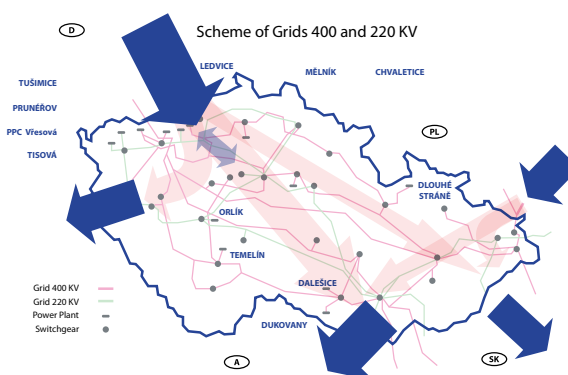 Scheme of Grids 400 and 220 KV
D
LEDVICE
MĚLNÍK
CHVALETICE
TUŠIMICE
PRUNÉŘOV
PPC Vřesová
TISOVÁ
PL
DLOUHÉ
STRÁNĚ
ORLÍK
TEMELÍN
DALEŠICE
DUKOVANY
Grid 400 KV
Grid 220 KV
Power Plant
Switchgear
A
SK